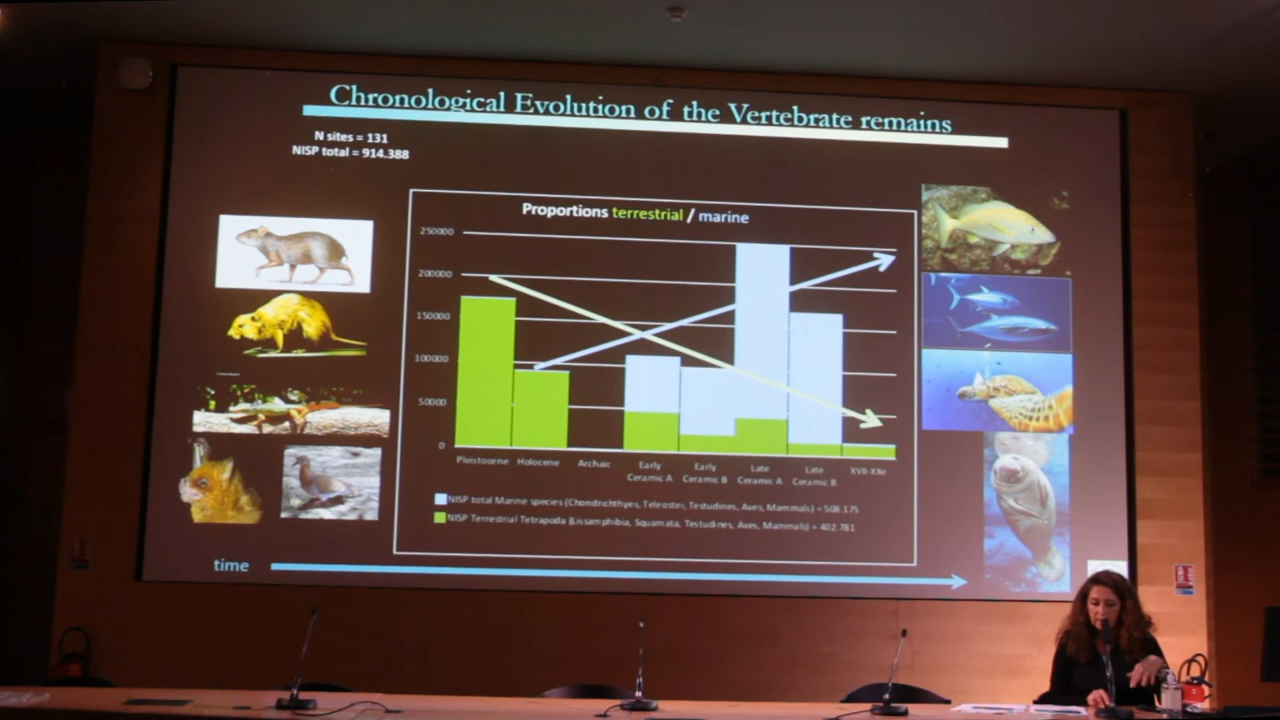 Chronological Evolution of the Vertebrate remains
N sites = 131
NISP total = 914.388
Proportions terrestrial / marine
250000
200000
150000
100000
50000
0
Pleistocene Holocene Archaic Early Ceramic A Early Ceramic B Late Ceramic A Late Ceramic B XVII-XXe
NISP total Marine species (Chondrichthyes, Teleostei, Testudines, Aves, Mammals) = 508.175
NISP Terrestrial Tetrapoda (Lissamphibia, Squamata, Testudines, Aves, Mammals) = 402.781
time